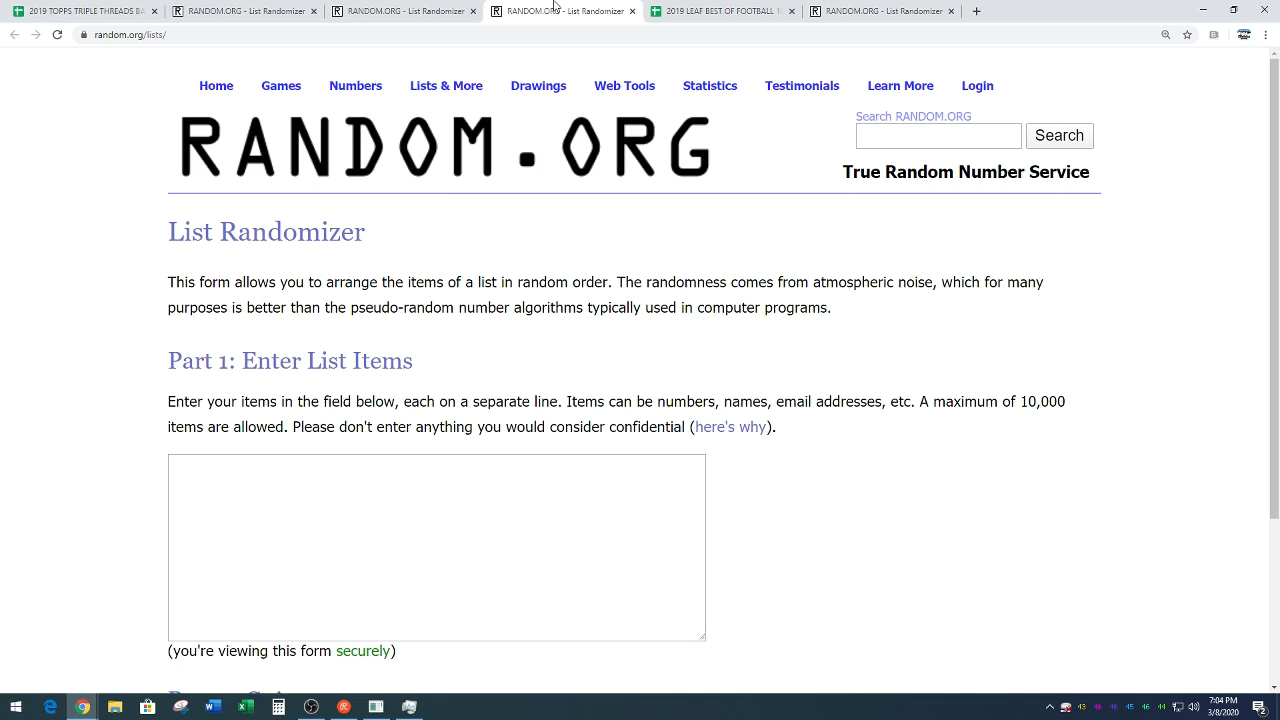 2019 TOPPS TRIPLE THREADS BA
RANDOM.ORG - List Randomizer
RANDOM.ORG - List Randomizer
RANDOM.ORG - List Randomizer
2019 LEAF BEST OF FOOTBALL
RANDOM.ORG - List Randomizer
random.org/lists/
Home Games Numbers Lists & More Drawings Web Tools Statistics Testimonials Learn More Login
RANDOM.ORG
Search RANDOM.ORG
Search
True Random Number Service
List Randomizer
This form allows you to arrange the items of a list in random order. The randomness comes from atmospheric noise, which for many
purposes is better than the pseudo-random number algorithms typically used in computer programs.
Part 1: Enter List Items
Enter your items in the field below, each on a separate line. Items can be numbers, names, email addresses, etc. A maximum of 10,000
items are allowed. Please don't enter anything you would consider confidential (here's why).
(you're viewing this form securely)
43 46 46 45 46 44
7:04 PM
3/8/2020